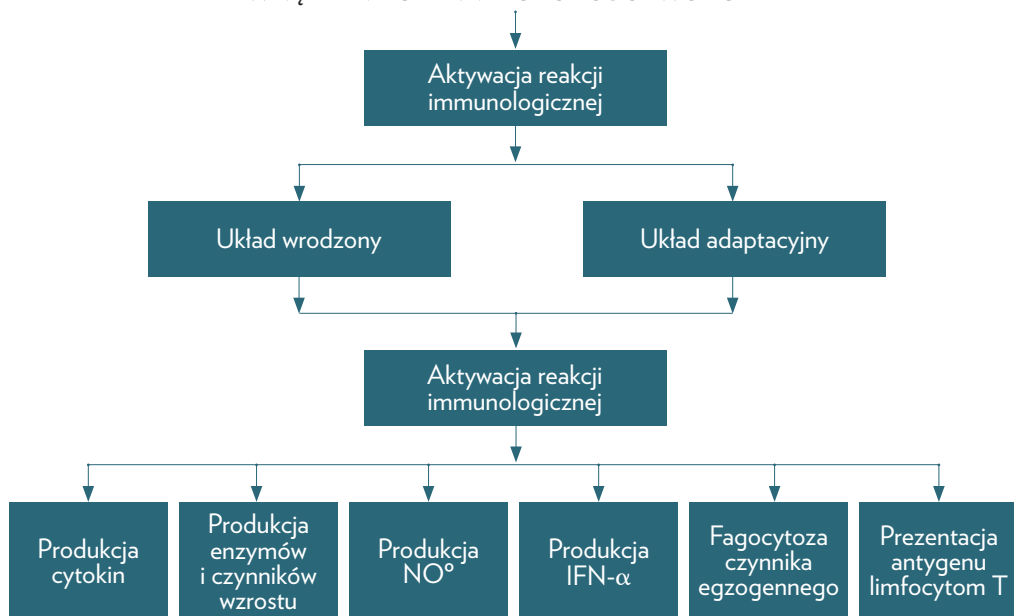 Aktywacja reakcji
immunologicznej
Układ wrodzony
Układ adaptacyjny
Aktywacja reakcji
immunologicznej
Produkcja
cytokin
Produkcja
enzymów
i czynników
wzrostu
Produkcja
NOº
Produkcja
IFN-α
Fagocytoza
czynnika
egzogennego
Prezentacja
antygenu
limfocytom T